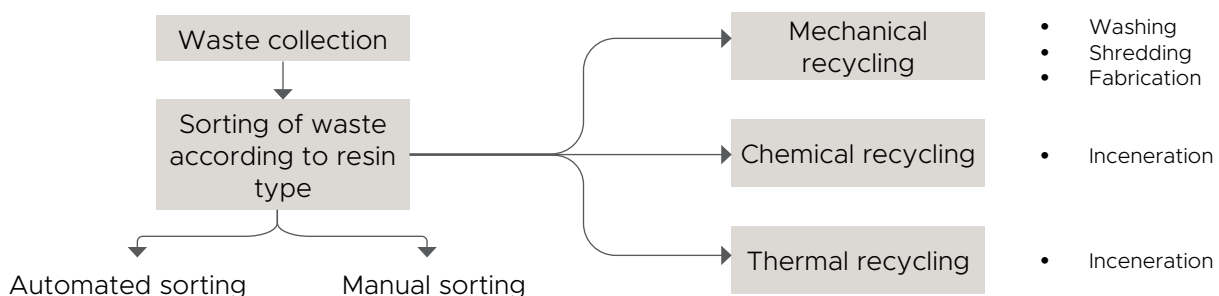 Waste collection
Sorting of waste
according to resin
type
Automated sorting
Manual sorting
Mechanical
recycling
• Washing
• Shredding
• Fabrication
Chemical recycling
• Inceneration
Thermal recycling
• Inceneration